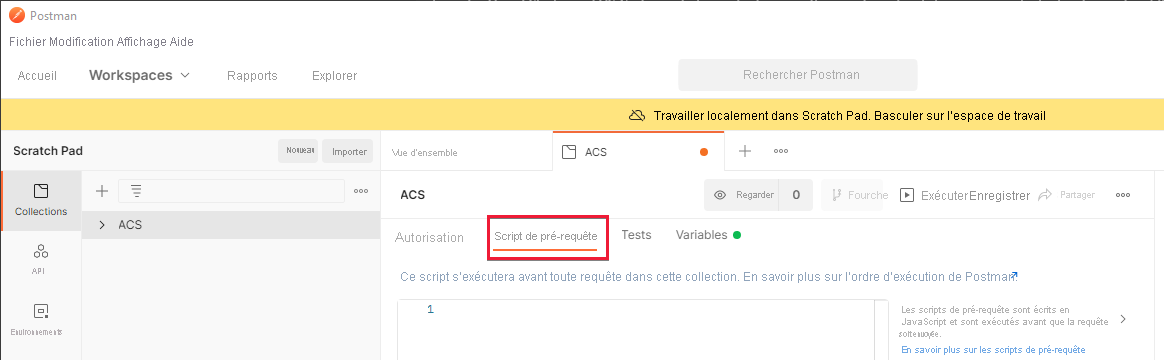 Postman
Fichier Modification Affichage Aide
Accueil Workspaces Rapports Explorer Rechercher Postman
Travailler localement dans Scratch Pad. Basculer sur l'espace de travail
Scratch Pad Nouveau Importer Vue d'ensemble ACS
Collections
ACS
API
Environnements
ACS Regarder 0 Fourche Exécuter Enregistrer Partager
Autorisation Script de pré-requête Tests Variables
Ce script s'exécutera avant toute requête dans cette collection. En savoir plus sur l'ordre d'exécution de Postman
1
Les scripts de pré-requête sont écrits en
JavaScript et sont exécutés avant que la requête
En savoir plus sur les scripts de pré-requête